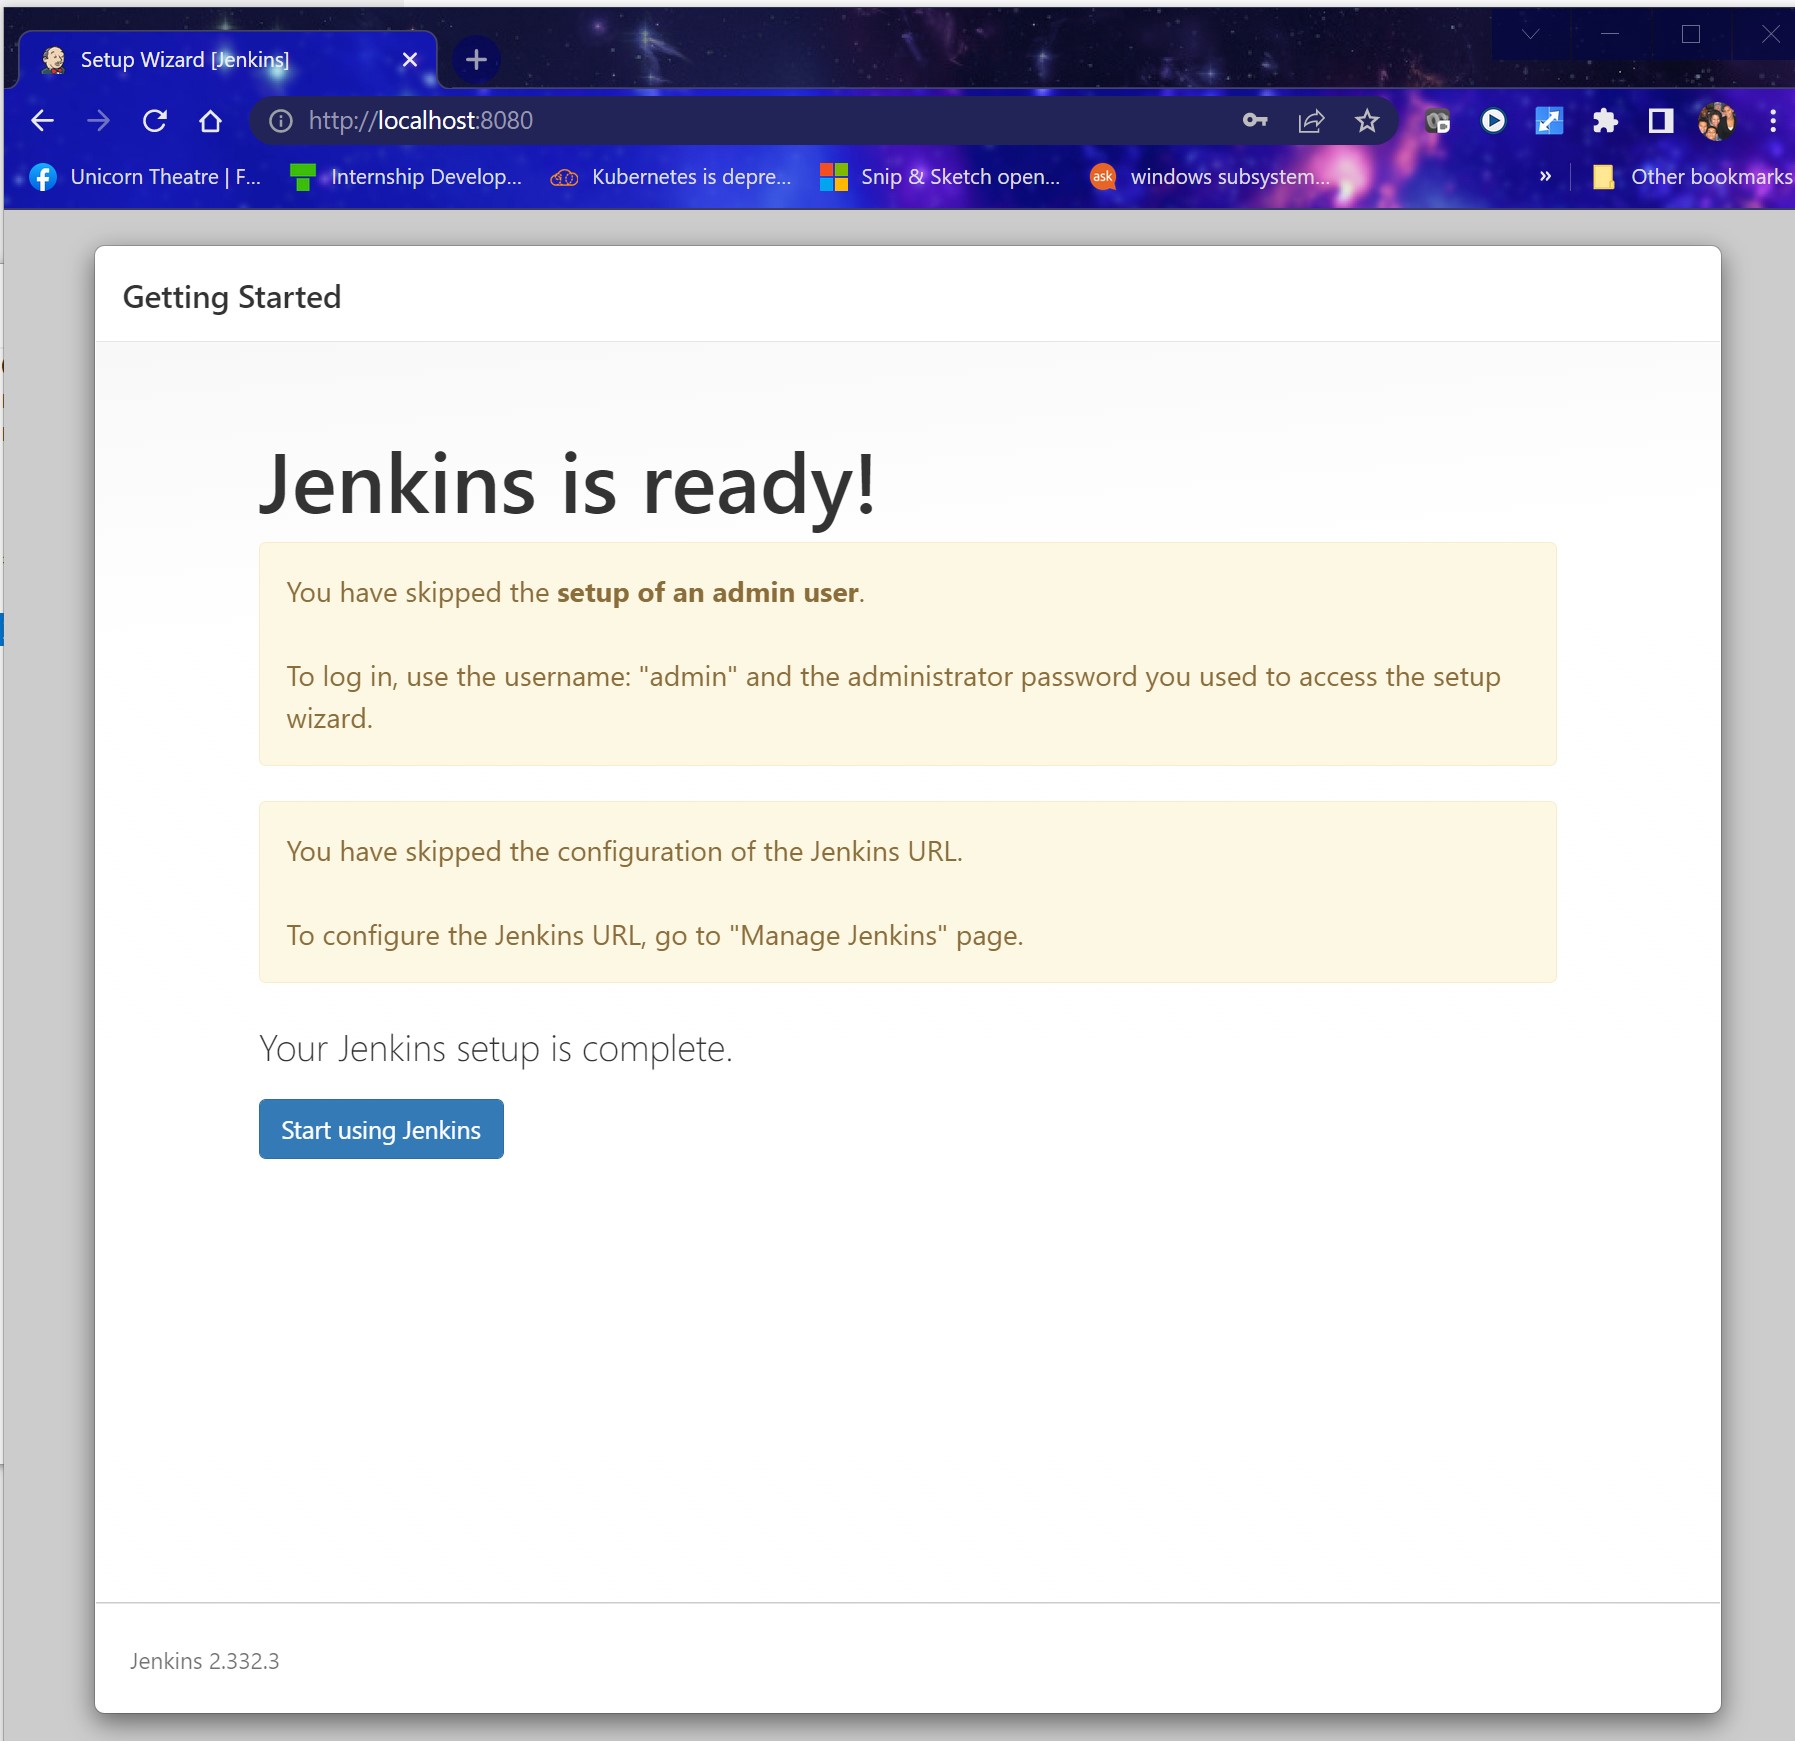 Setup Wizard [Jenkins]
http://localhost:8080
Unicorn Theatre | F...
Internship Develop...
Kubernetes is depre...
Snip & Sketch open...
ask
windows subsystem...
»
Other bookmarks
Getting Started
Jenkins is ready!
You have skipped the setup of an admin user.
To log in, use the username: "admin" and the administrator password you used to access the setup
wizard.
You have skipped the configuration of the Jenkins URL.
To configure the Jenkins URL, go to "Manage Jenkins" page.
Your Jenkins setup is complete.
Start using Jenkins
Jenkins 2.332.3